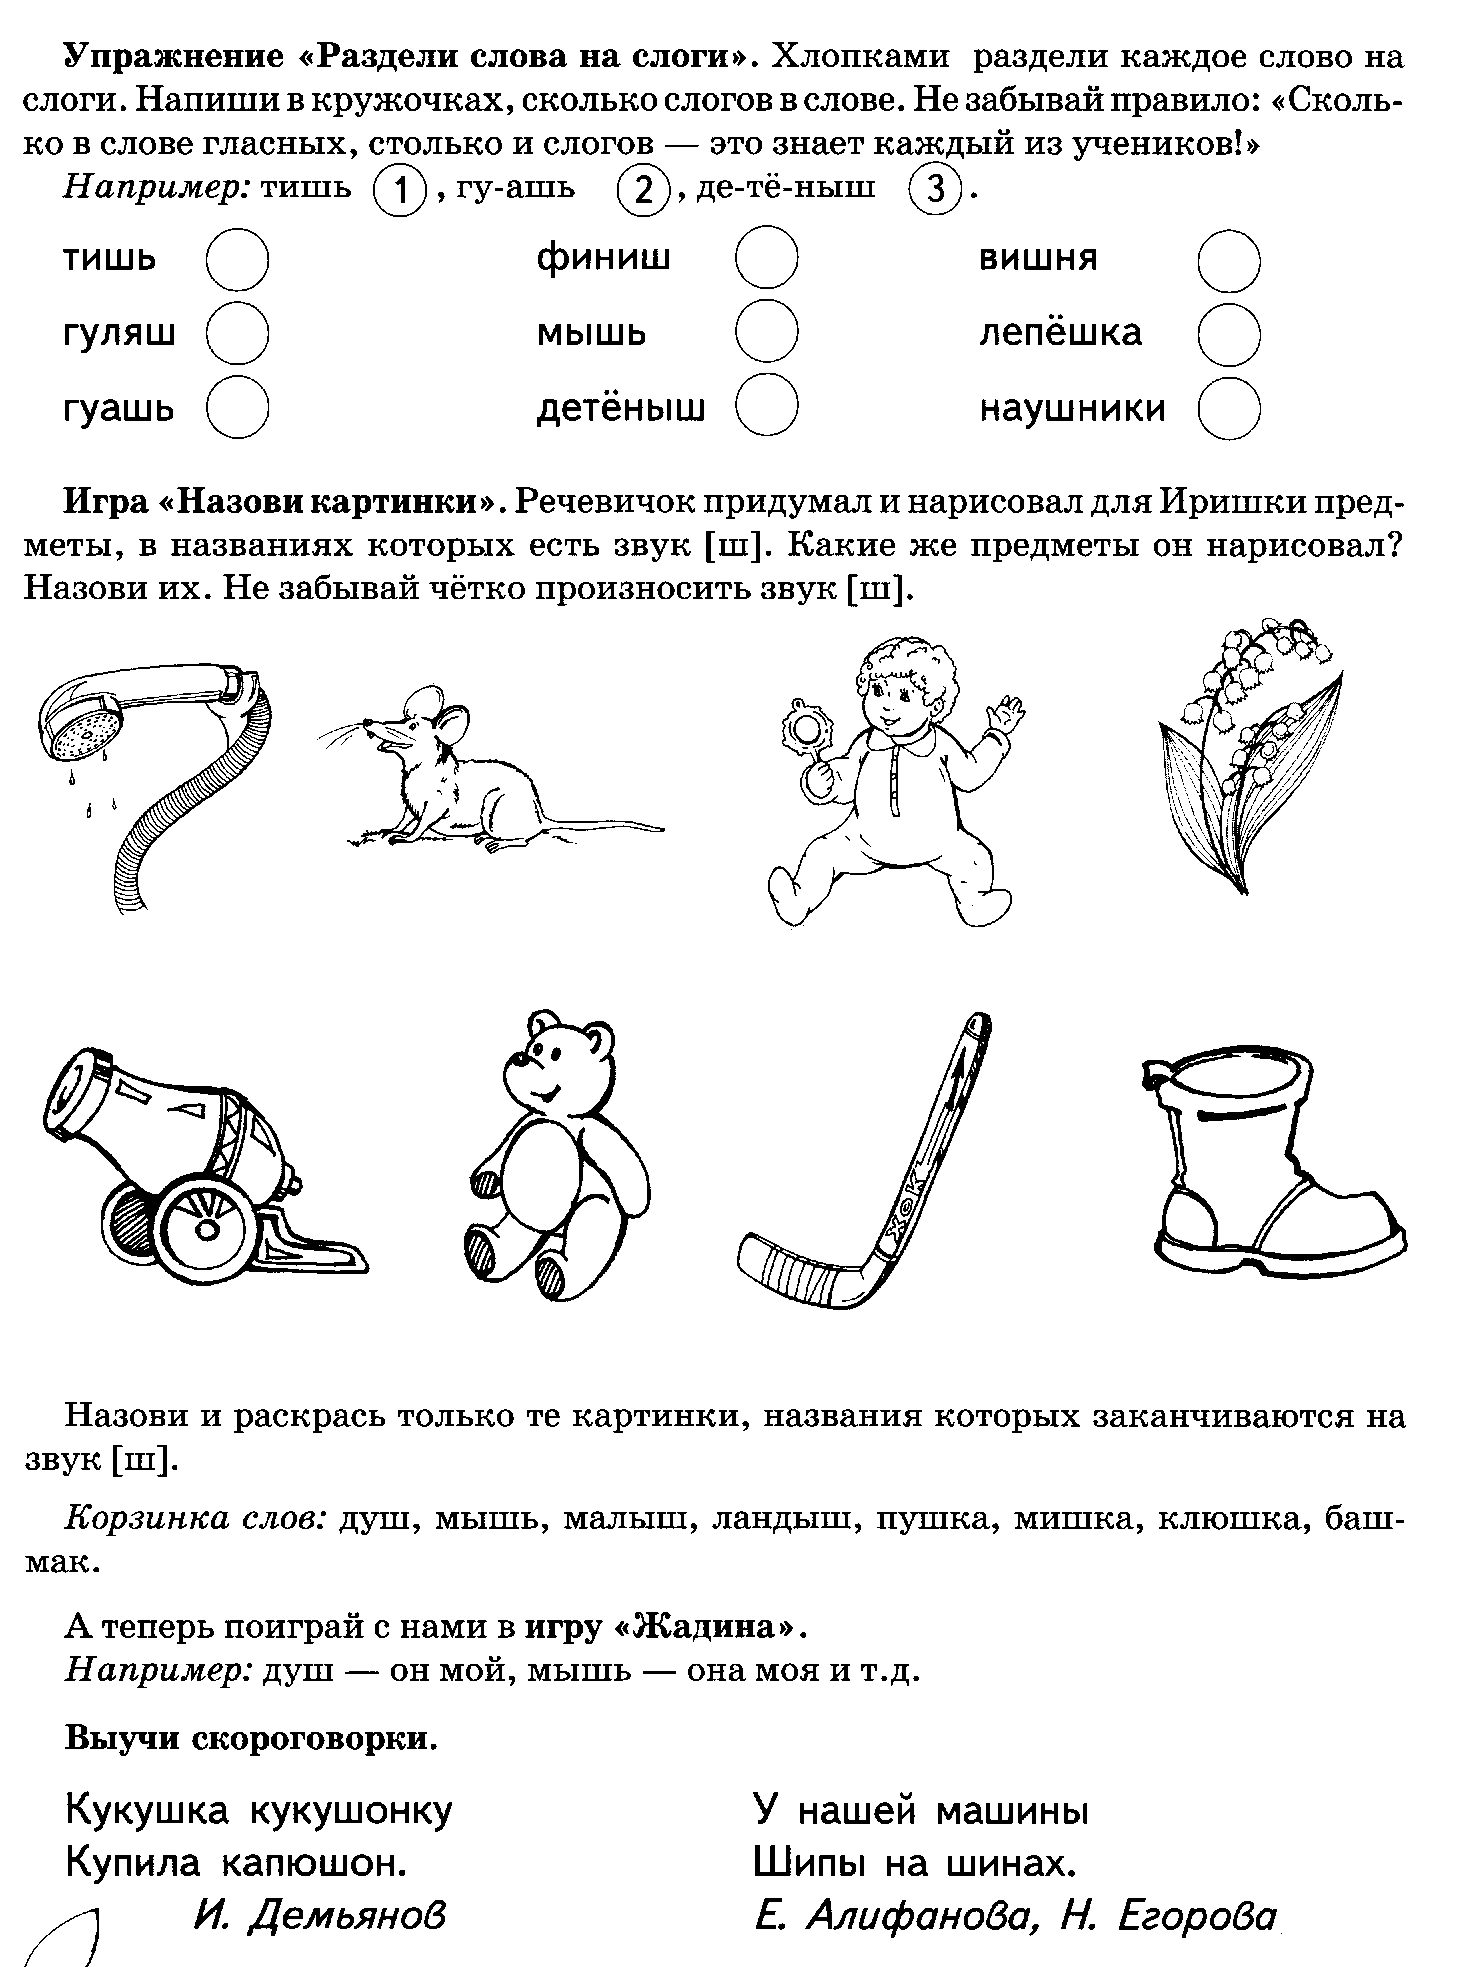 Упражнение «Раздели слова на слоги». Хлопками раздели каждое слово на
слоги. Напиши в кружочках, сколько слогов в слове. Не забывай правило: «Сколь-
ко в слове гласных, столько и слогов — это знает каждый из учеников!»
Например: тишь 1, гу-ашь 2, де-тё-ныш 3.
тишь финиш вишня
гуляш мышь лепёшка
гуашь детёныш наушники
Игра «Назови картинки». Речевичок придумал и нарисовал для Иришки пред-
меты, в названиях которых есть звук [ш]. Какие же предметы он нарисовал?
Назови их. Не забывай чётко произносить звук [ш].
ХОК
Назови и раскрась только те картинки, названия которых заканчиваются на
звук [ш].
Корзинка слов: душ, мышь, малыш, ландыш, пушка, мишка, клюшка, баш-
мак.
А теперь поиграй с нами в игру «Жадина».
Например: душ — он мой, мышь — она моя и т.д.
Выучи скороговорки.
Кукушка кукушонку
Купила капюшон.
И. Демьянов
У нашей машины
Шипы на шинах.
Е. Алифанова, Н. Егорова